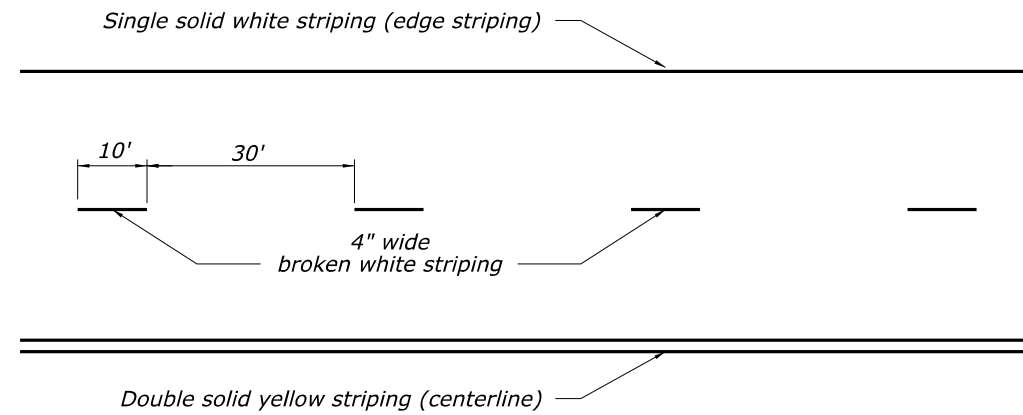 Single solid white striping (edge striping)
10'
30'
4" wide
broken white striping
Double solid yellow striping (centerline)